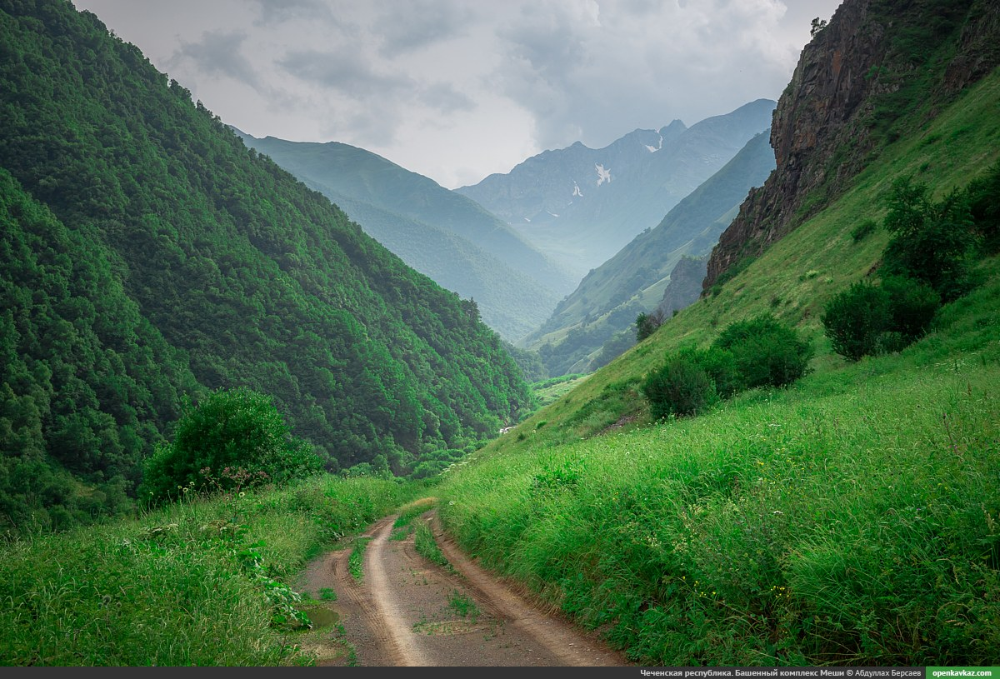 Чеченская республика. Башенный комплекс Меши © Абдуллах Берсаев openkavkaz.com